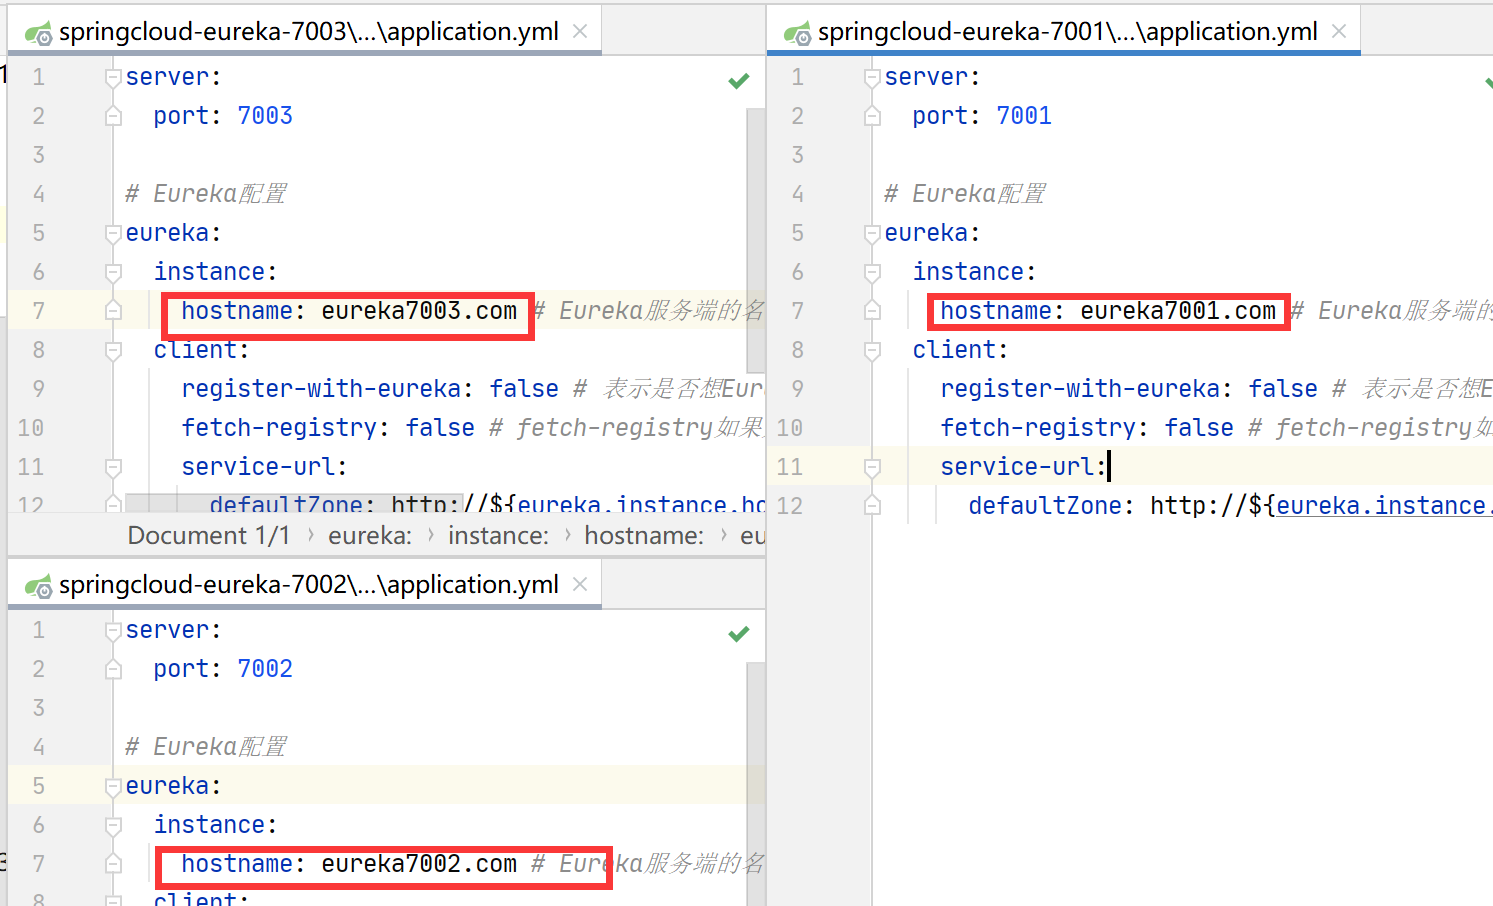 springcloud-eureka-7003\...\application.yml
1 server:
2 port: 7003
3
4 # Eureka配置
5 eureka:
6 instance:
7 hostname: eureka7003.com # Eureka服务端的名
8 client:
9 register-with-eureka: false # 表示是否想Eur
10 fetch-registry: false # fetch-registry如果
11 service-url:
12 defaultZone: http://${eureka.instance.ho
Document 1/1 › eureka: › instance: › hostname: › eu
springcloud-eureka-7002\...\application.yml
1 server:
2 port: 7002
3
4 # Eureka配置
5 eureka:
6 instance:
7 hostname: eureka7002.com # Eureka服务端的名
8 client:
springcloud-eureka-7001\...\application.yml
1 server:
2 port: 7001
3
4 # Eureka配置
5 eureka:
6 instance:
7 hostname: eureka7001.com # Eureka服务端的
8 client:
9 register-with-eureka: false # 表示是否想E
10 fetch-registry: false # fetch-registry如
11 service-url:
12 defaultZone: http://${eureka.instance.